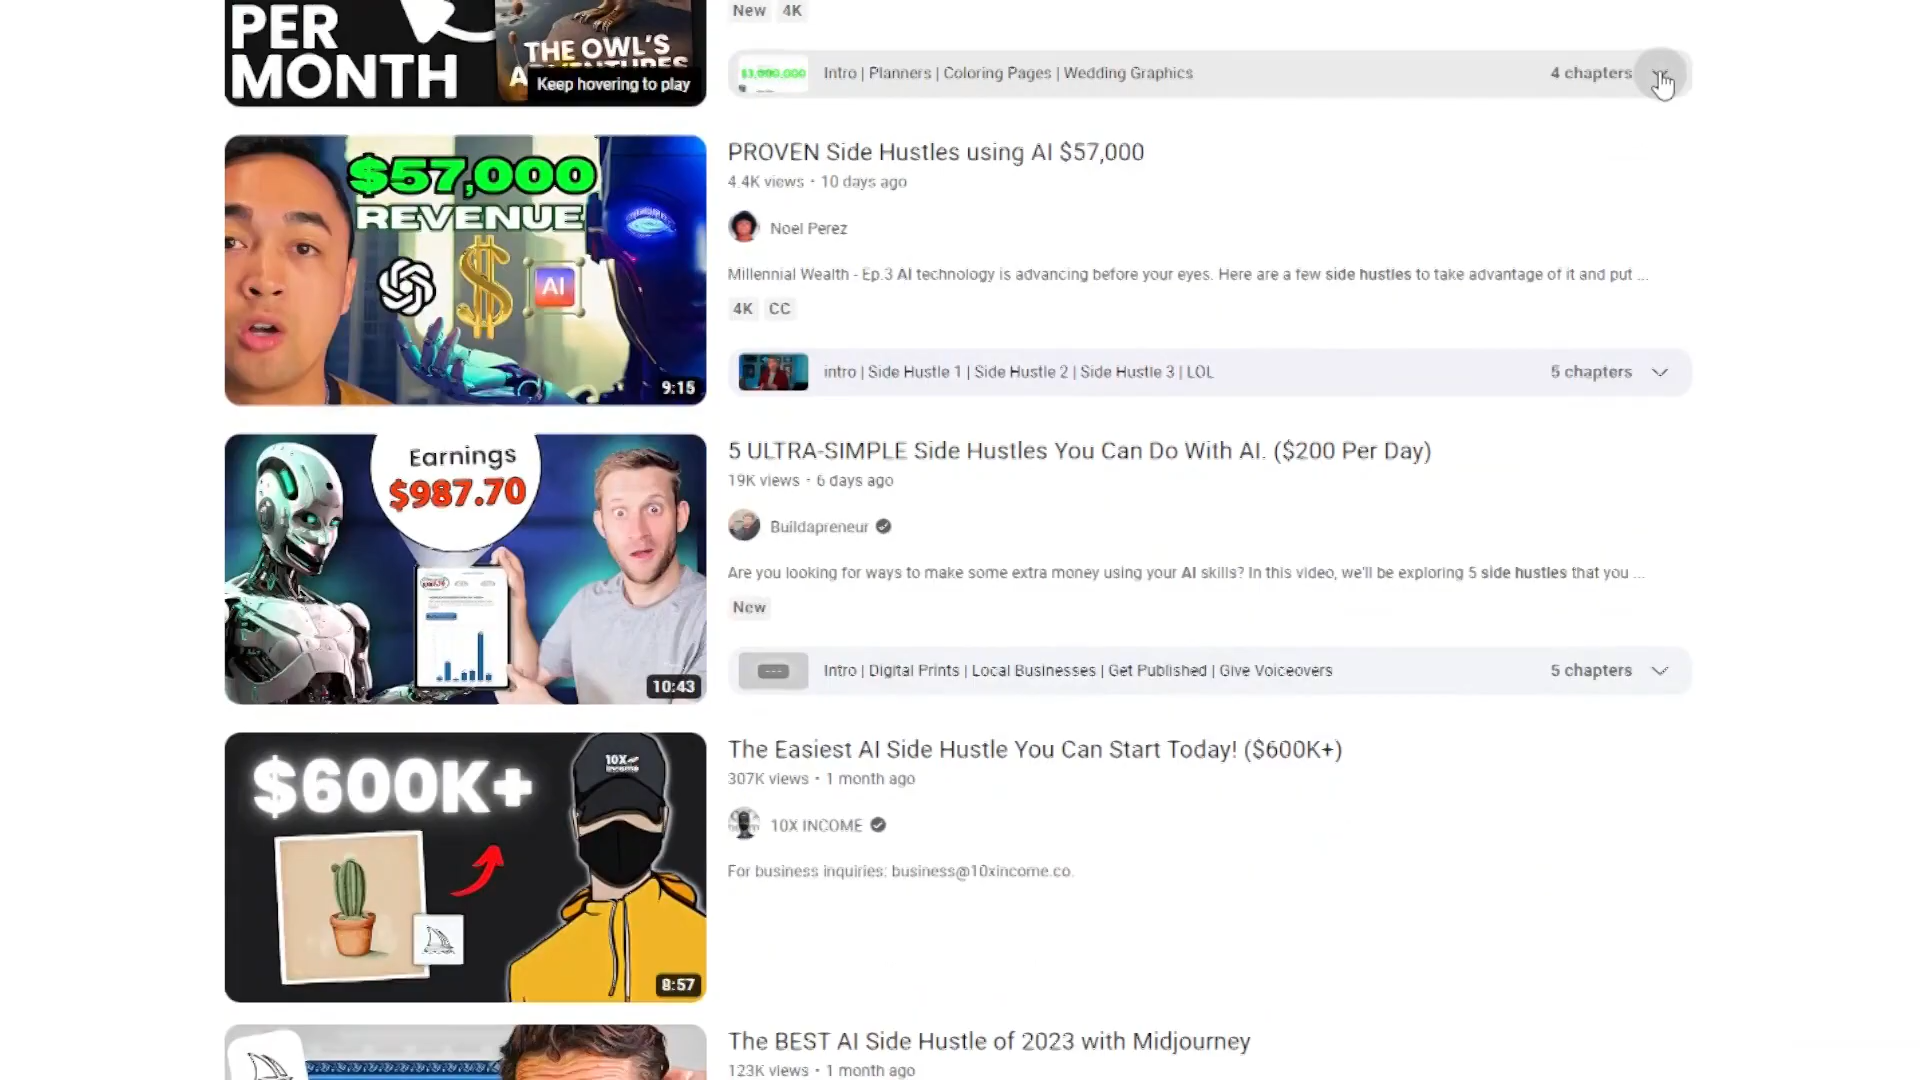 PER
MONTH
THE OWL'S
ADVENTURES
Keep hovering to play
New 4K
$3,000,000
Intro | Planners | Coloring Pages | Wedding Graphics
4 chapters
$57,000
REVENUE
$
AI
9:15
PROVEN Side Hustles using AI $57,000
4.4K views • 10 days ago
Noel Perez
Millennial Wealth - Ep.3 AI technology is advancing before your eyes. Here are a few side hustles to take advantage of it and put ...
4K CC
intro | Side Hustle 1 | Side Hustle 2 | Side Hustle 3 | LOL
5 chapters
Earnings
$987.70
10:43
5 ULTRA-SIMPLE Side Hustles You Can Do With AI. ($200 Per Day)
19K views • 6 days ago
Buildapreneur
Are you looking for ways to make some extra money using your AI skills? In this video, we'll be exploring 5 side hustles that you ...
New
Intro | Digital Prints | Local Businesses | Get Published | Give Voiceovers
5 chapters
$600K+
10X
Income
8:57
The Easiest AI Side Hustle You Can Start Today! ($600K+)
307K views • 1 month ago
10X INCOME
For business inquiries: business@10xincome.co.
The BEST AI Side Hustle of 2023 with Midjourney
123K views • 1 month ago